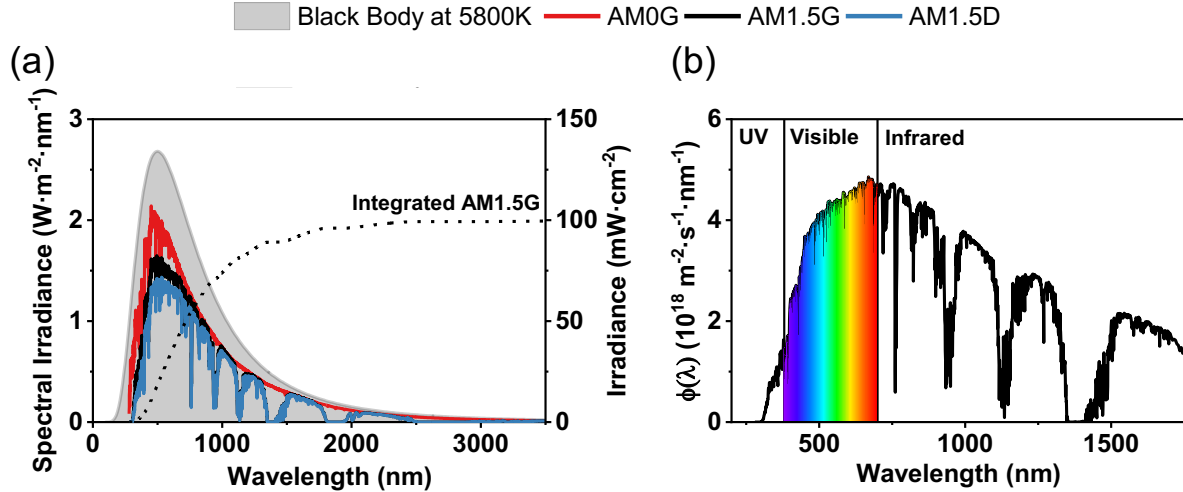 Black Body at 5800K AM0G AM1.5G AM1.5D
(a)
Spectral Irradiance (W·m⁻²·nm⁻¹)
3
2
1
0
150
100
50
0
Irradiance (mW·cm⁻²)
Integrated AM1.5G
0 1000 2000 3000
Wavelength (nm)
(b)
ϕ(λ) (10¹⁸ m⁻²·s⁻¹·nm⁻¹)
6
4
2
0
UV Visible Infrared
500 1000 1500
Wavelength (nm)